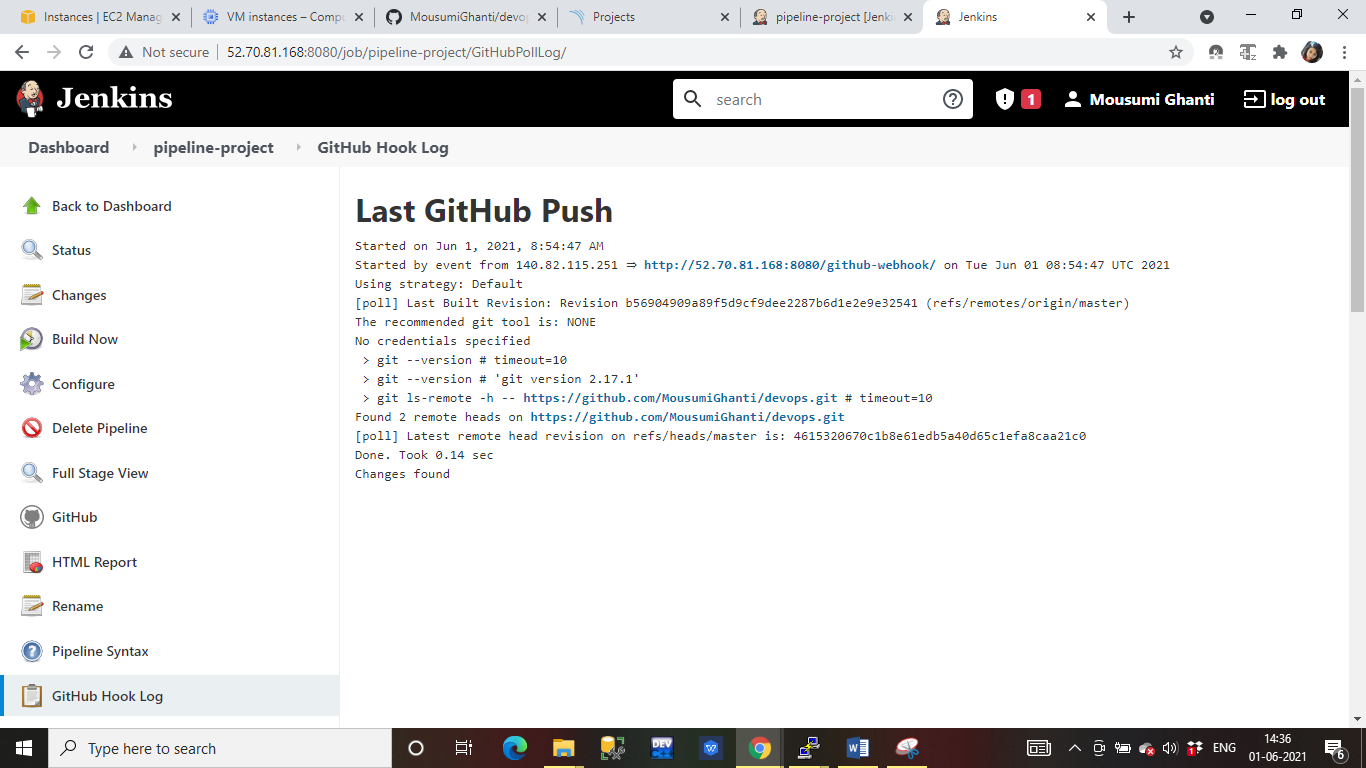 Instances | EC2 Manag
VM instances – Compu
MousumiGhanti/devo
Projects
pipeline-project [Jenki
Jenkins
Not secure
52.70.81.168:8080/job/pipeline-project/GitHubPollLog/
Jenkins
search
1
Mousumi Ghanti
log out
Dashboard
pipeline-project
GitHub Hook Log
Back to Dashboard
Status
Changes
Build Now
Configure
Delete Pipeline
Full Stage View
GitHub
HTML Report
Rename
Pipeline Syntax
GitHub Hook Log
Last GitHub Push
Started on Jun 1, 2021, 8:54:47 AM
Started by event from 140.82.115.251 ⇒ http://52.70.81.168:8080/github-webhook/ on Tue Jun 01 08:54:47 UTC 2021
Using strategy: Default
[poll] Last Built Revision: Revision b56904909a89f5d9cf9dee2287b6d1e2e9e32541 (refs/remotes/origin/master)
The recommended git tool is: NONE
No credentials specified
> git --version # timeout=10
> git --version # 'git version 2.17.1'
> git ls-remote -h -- https://github.com/MousumiGhanti/devops.git # timeout=10
Found 2 remote heads on https://github.com/MousumiGhanti/devops.git
[poll] Latest remote head revision on refs/heads/master is: 4615320670c1b8e61edb5a40d65c1efa8caa21c0
Done. Took 0.14 sec
Changes found
Type here to search
DEV
ENG
14:36
01-06-2021
6